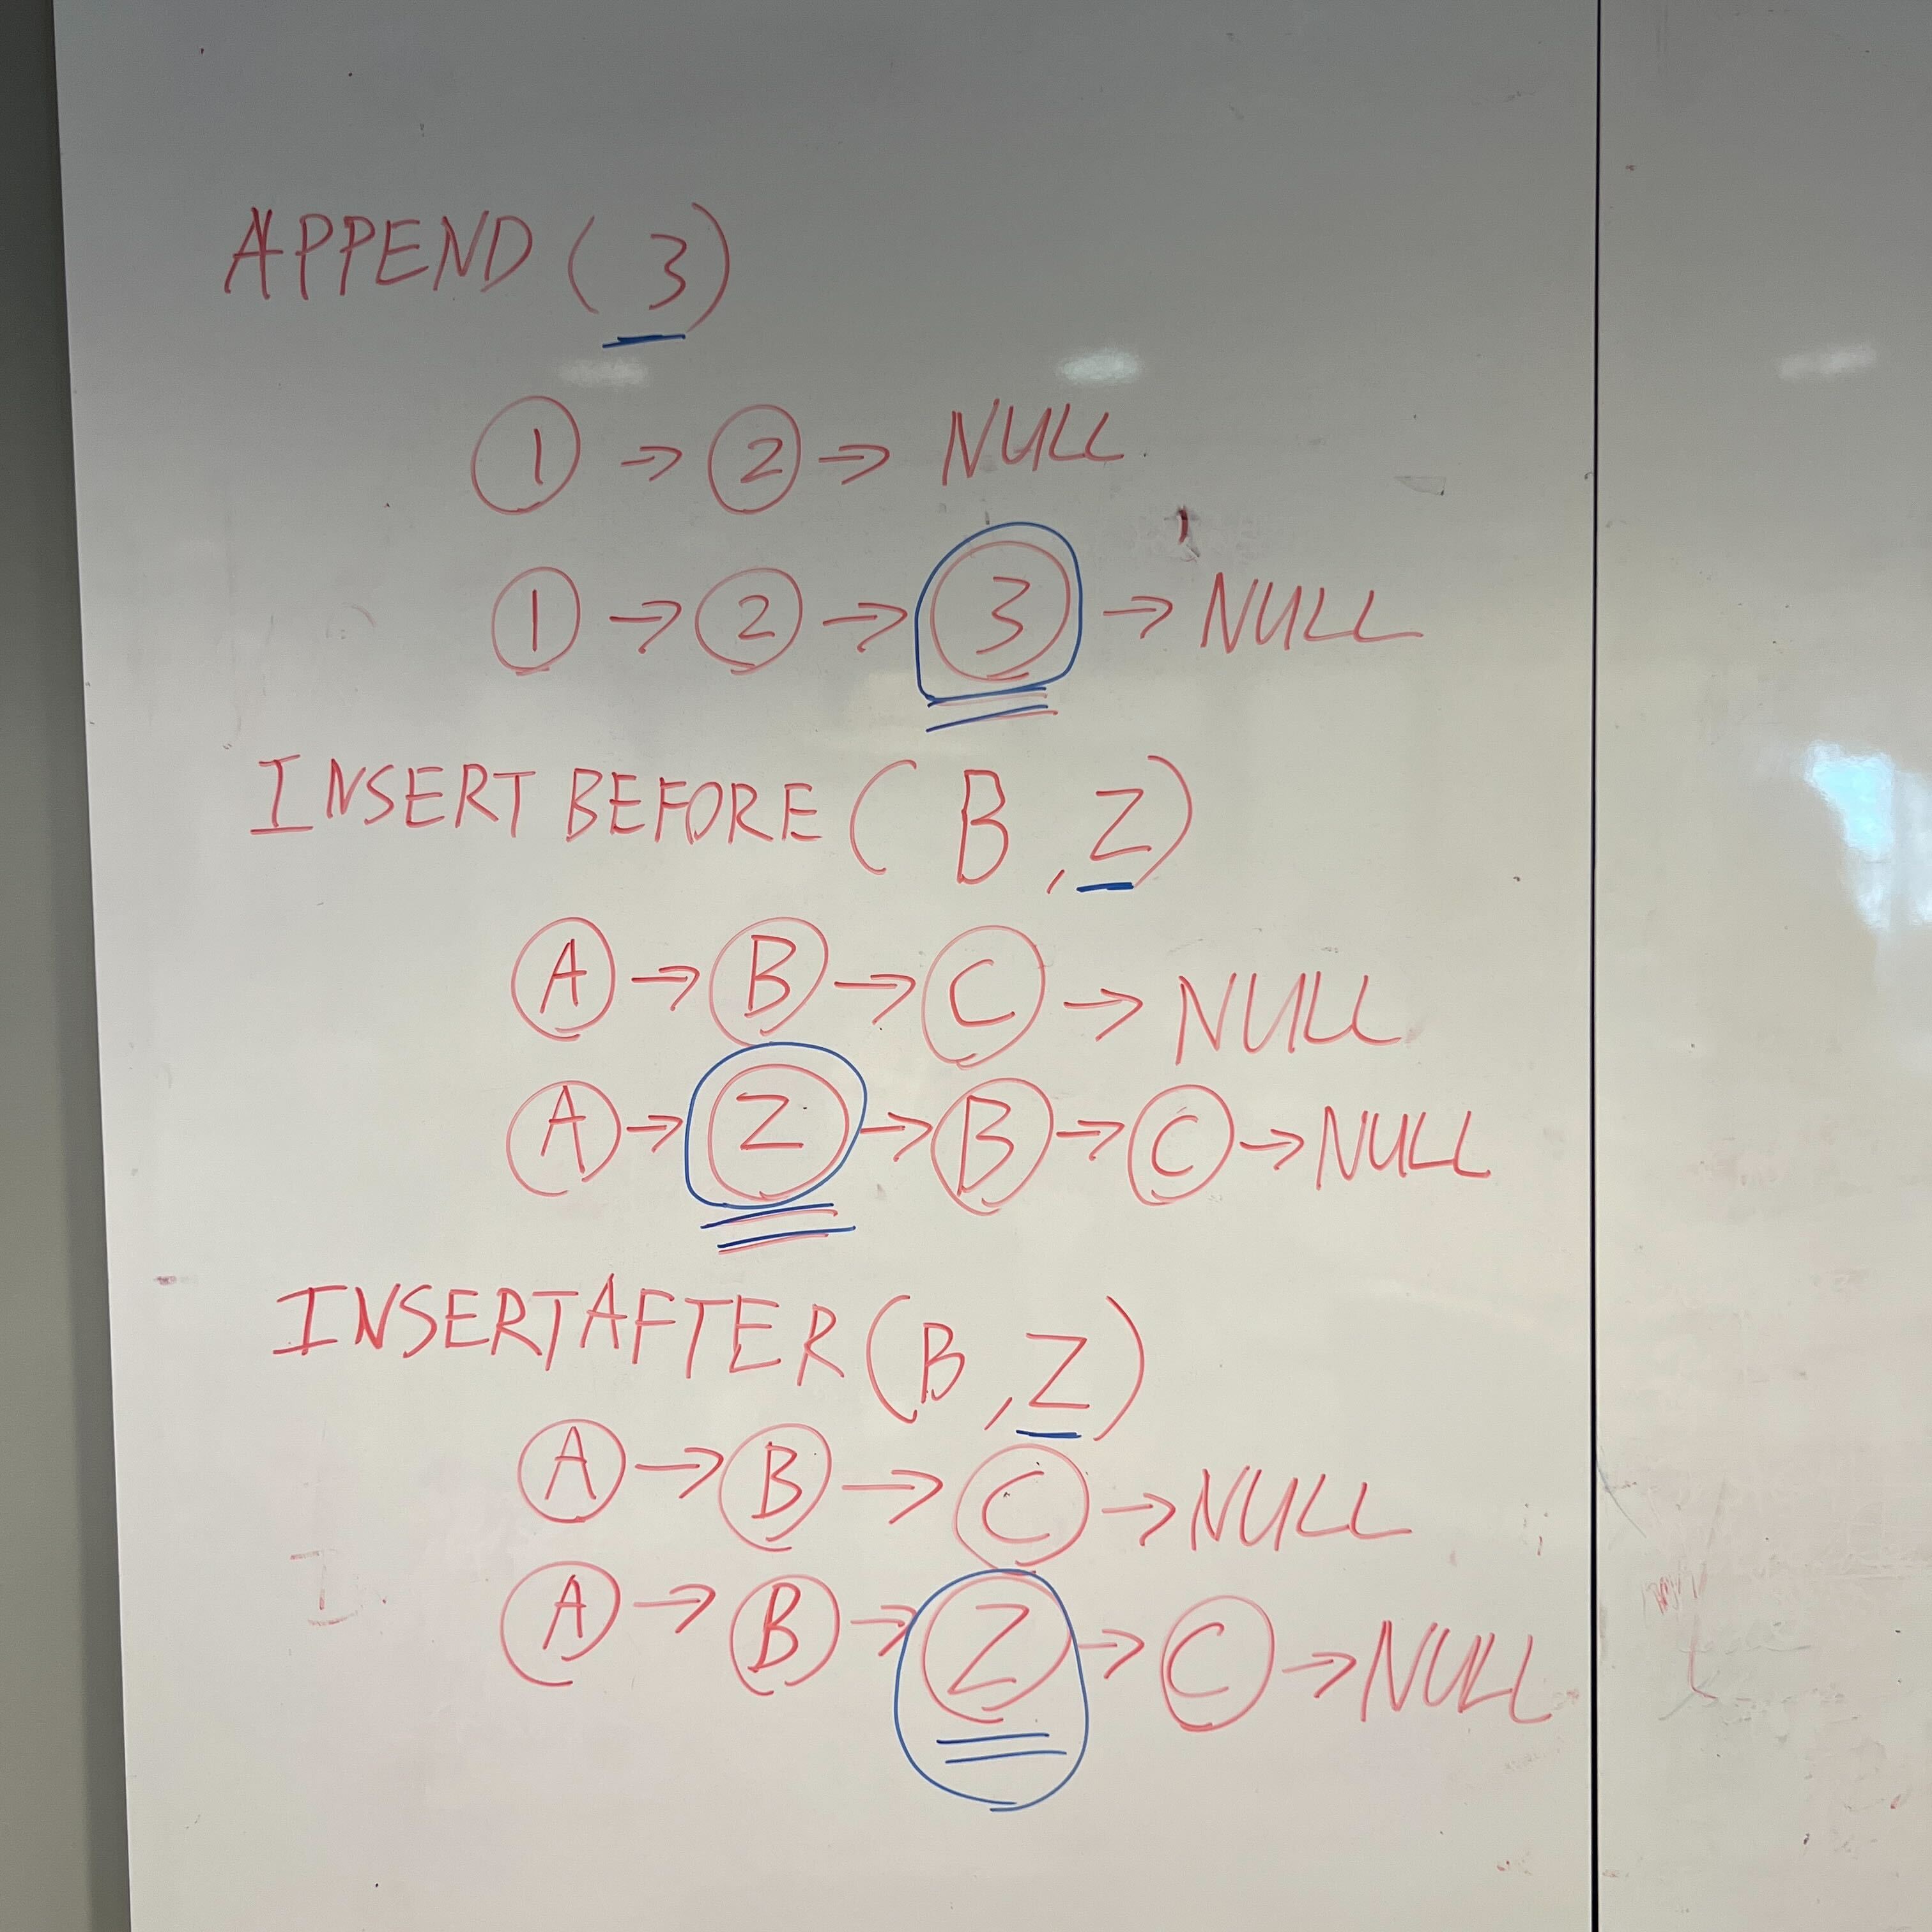 APPEND ( 3 )
1 → 2 → NULL
1 → 2 → 3 → NULL
INSERT BEFORE ( B , Z )
A → B → C → NULL
A → Z → B → C → NULL
INSERTAFTER ( B , Z )
A → B → C → NULL
A → B → Z → C → NULL